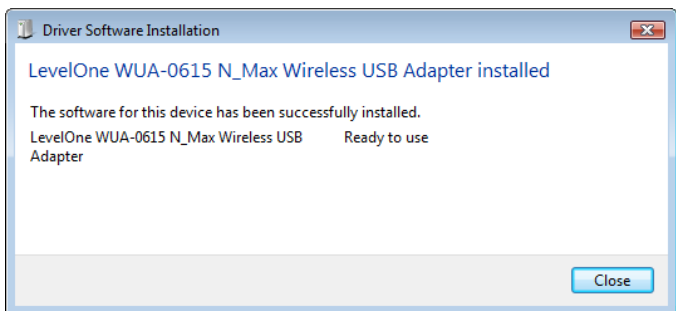 Driver Software Installation
LevelOne WUA-0615 N_Max Wireless USB Adapter installed
The software for this device has been successfully installed.
LevelOne WUA-0615 N_Max Wireless USB Ready to use
Adapter
Close